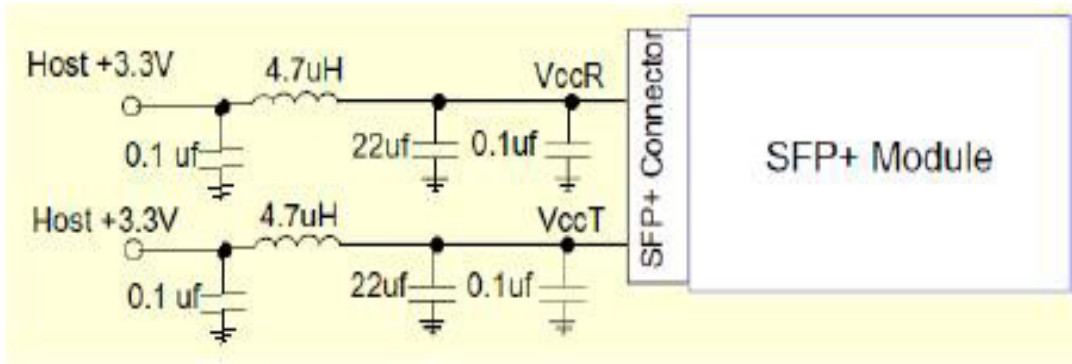 Host +3.3V
4.7uH
VccR
0.1 uf
22uf
0.1uf
Host +3.3V
4.7uH
VccT
0.1 uf
22uf
0.1uf
SFP+ Connector
SFP+ Module